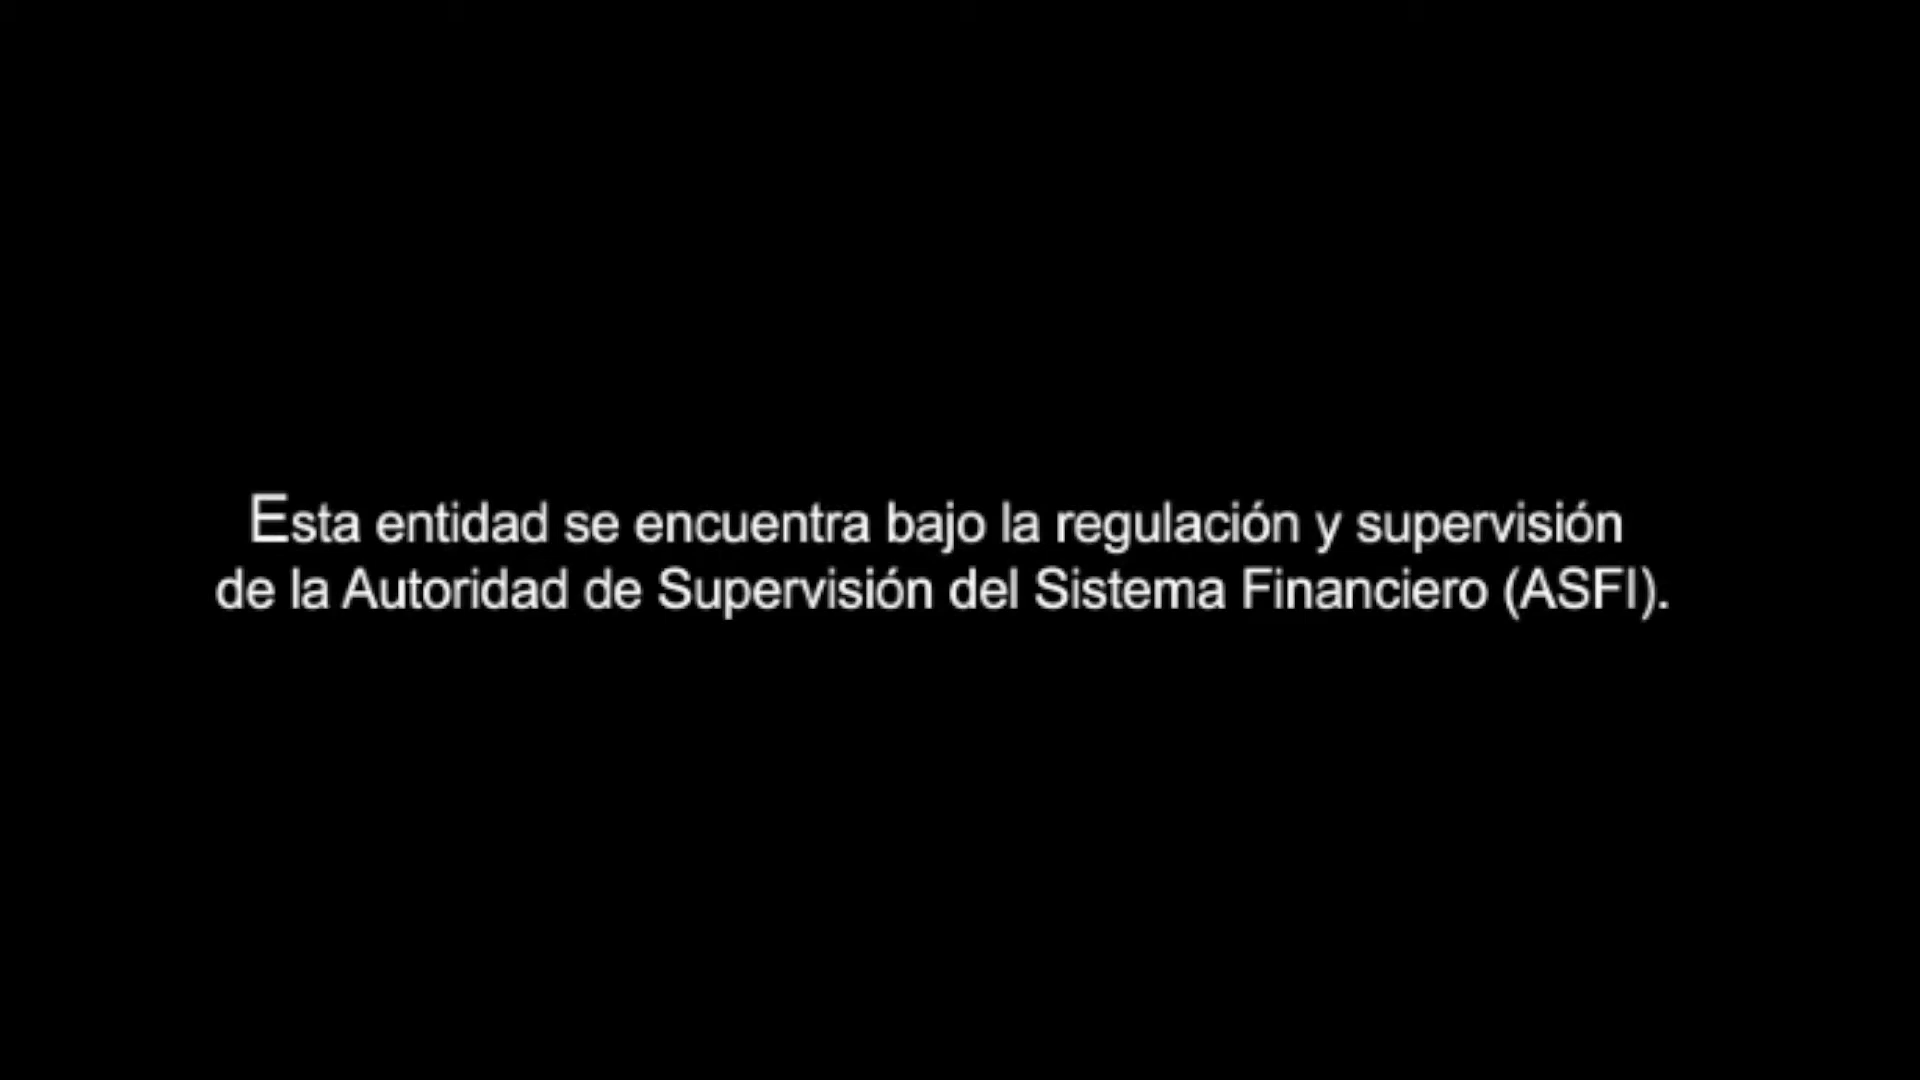 Esta entidad se encuentra bajo la regulación y supervisión
de la Autoridad de Supervisión del Sistema Financiero (ASFI).